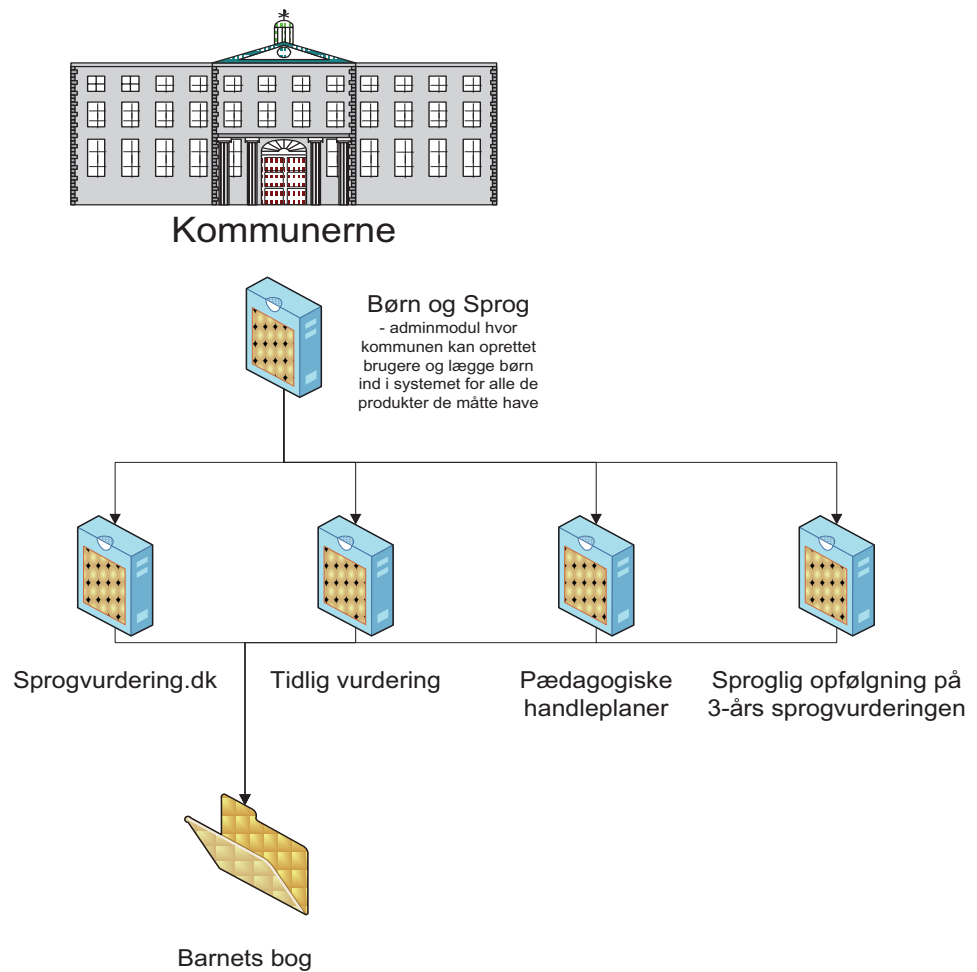 Kommunerne
Børn og Sprog
- adminmodul hvor
kommunen kan oprettet
brugere og lægge børn
ind i systemet for alle de
produkter de måtte have
Sprogvurdering.dk
Tidlig vurdering
Pædagogiske
handleplaner
Sproglig opfølgning på
3-års sprogvurderingen
Barnets bog